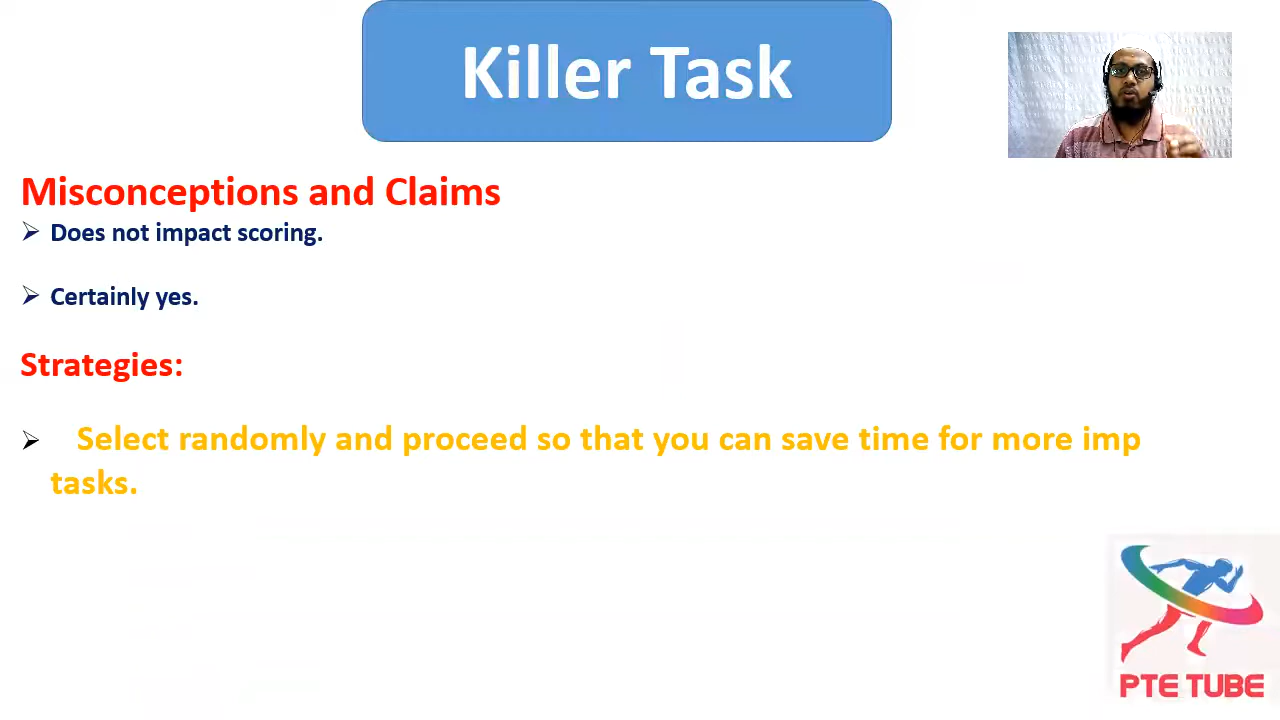 Killer Task
Misconceptions and Claims
➢ Does not impact scoring.
➢ Certainly yes.
Strategies:
➢ Select randomly and proceed so that you can save time for more imp
tasks.
PTE TUBE